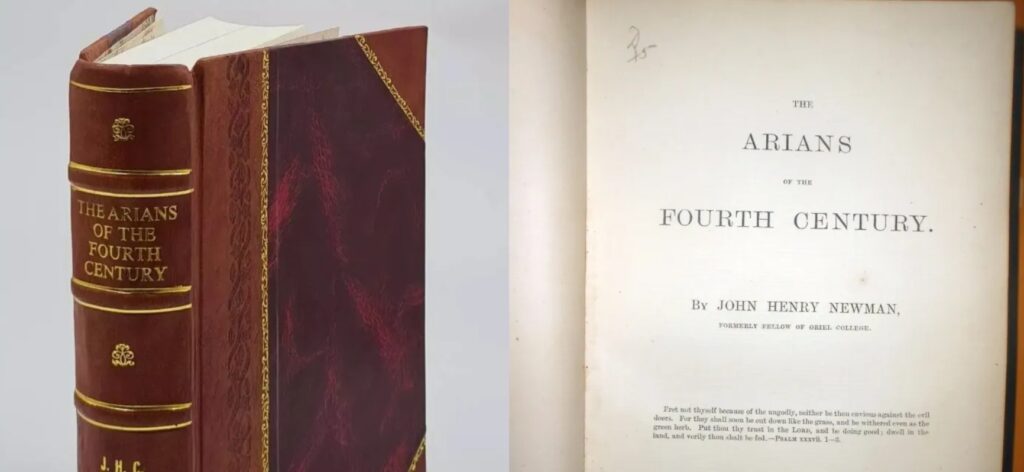 THE ARIANS
OF THE
FOURTH
CENTURY
J. H. C.
THE
ARIANS
OF THE
FOURTH CENTURY.
BY JOHN HENRY NEWMAN,
FORMERLY FELLOW OF ORIEL COLLEGE.
Fret not thyself because of the ungodly, neither be thou envious against the evil
doers. For they shall soon be cut down like the grass, and be withered even as the
green herb. Put thou thy trust in the LORD, and be doing good; dwell in the
land, and verily thou shalt be fed.—PSALM XXXVII. 1—3.